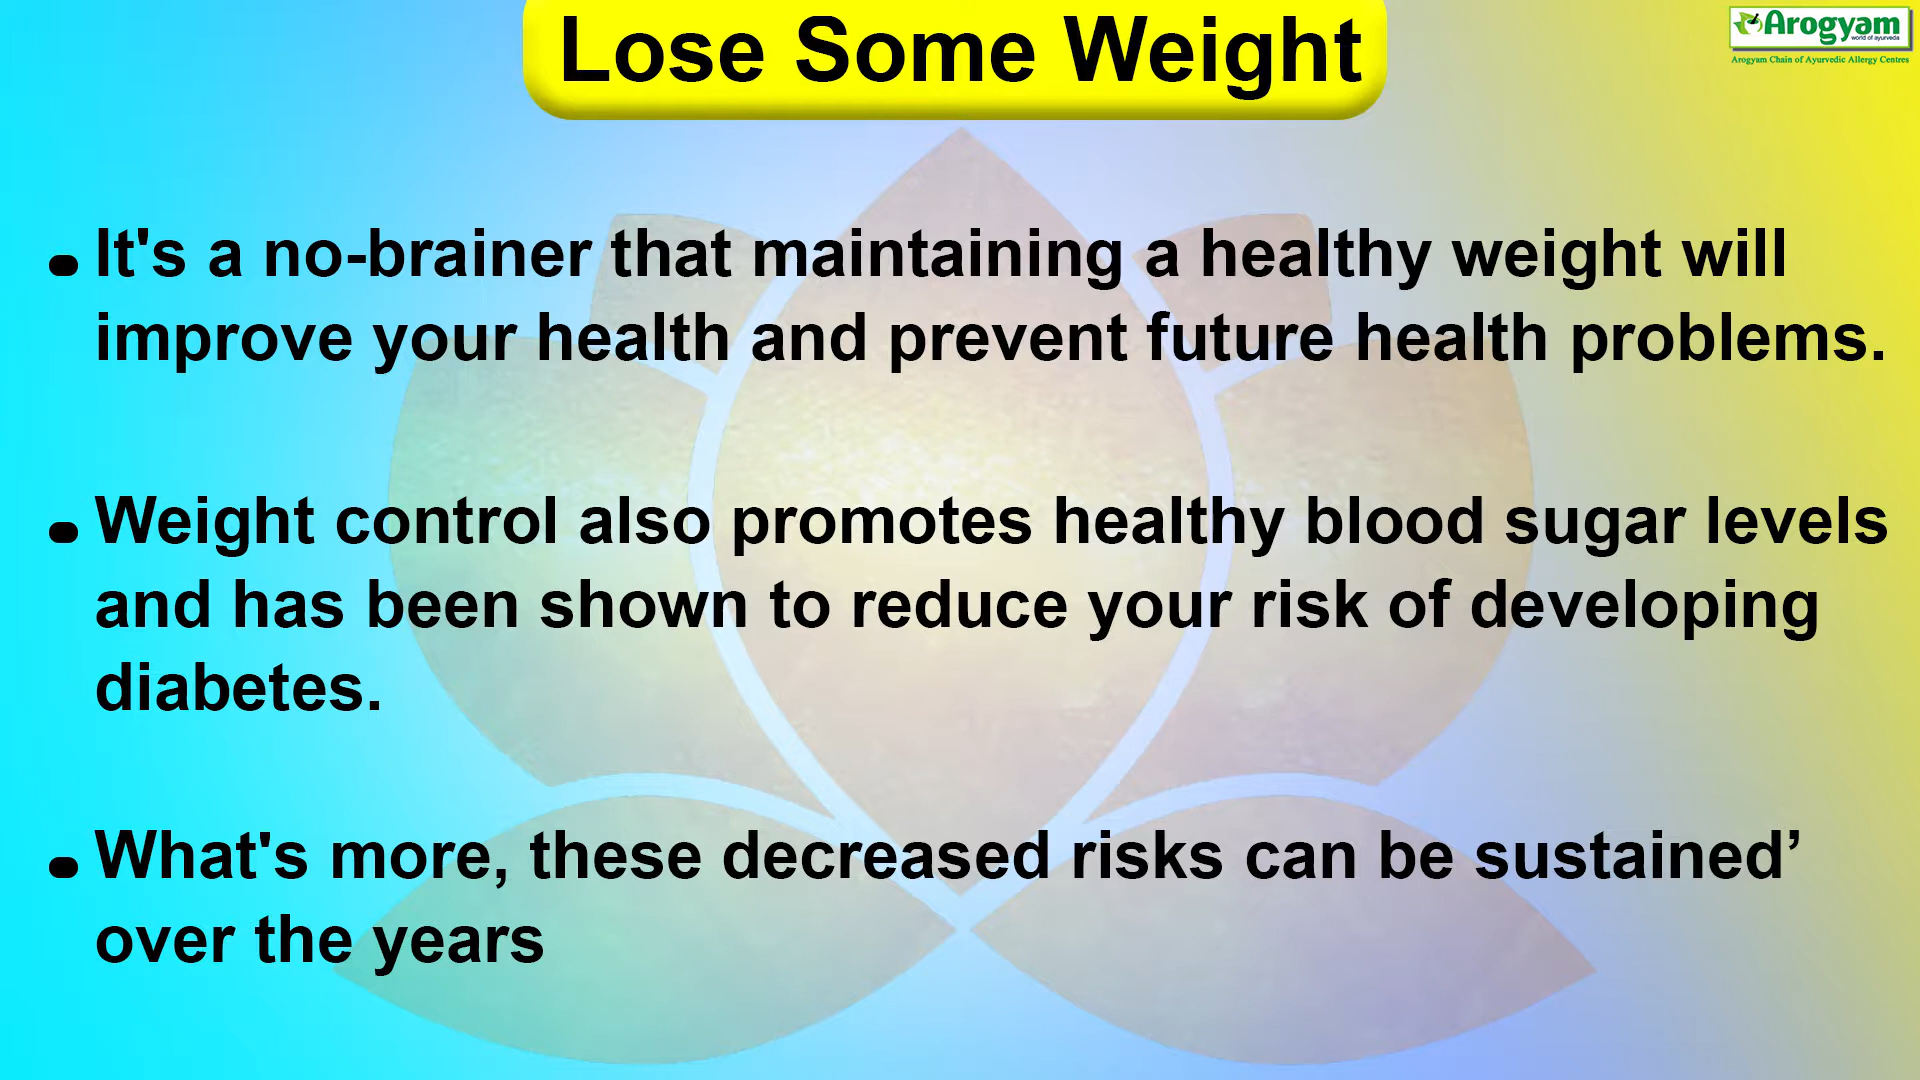 Lose Some Weight
Arogyam
world of ayurveda
Arogyam Chain of Ayurvedic Allergy Centres
It's a no-brainer that maintaining a healthy weight will
improve your health and prevent future health problems.
Weight control also promotes healthy blood sugar levels
and has been shown to reduce your risk of developing
diabetes.
What's more, these decreased risks can be sustained’
over the years